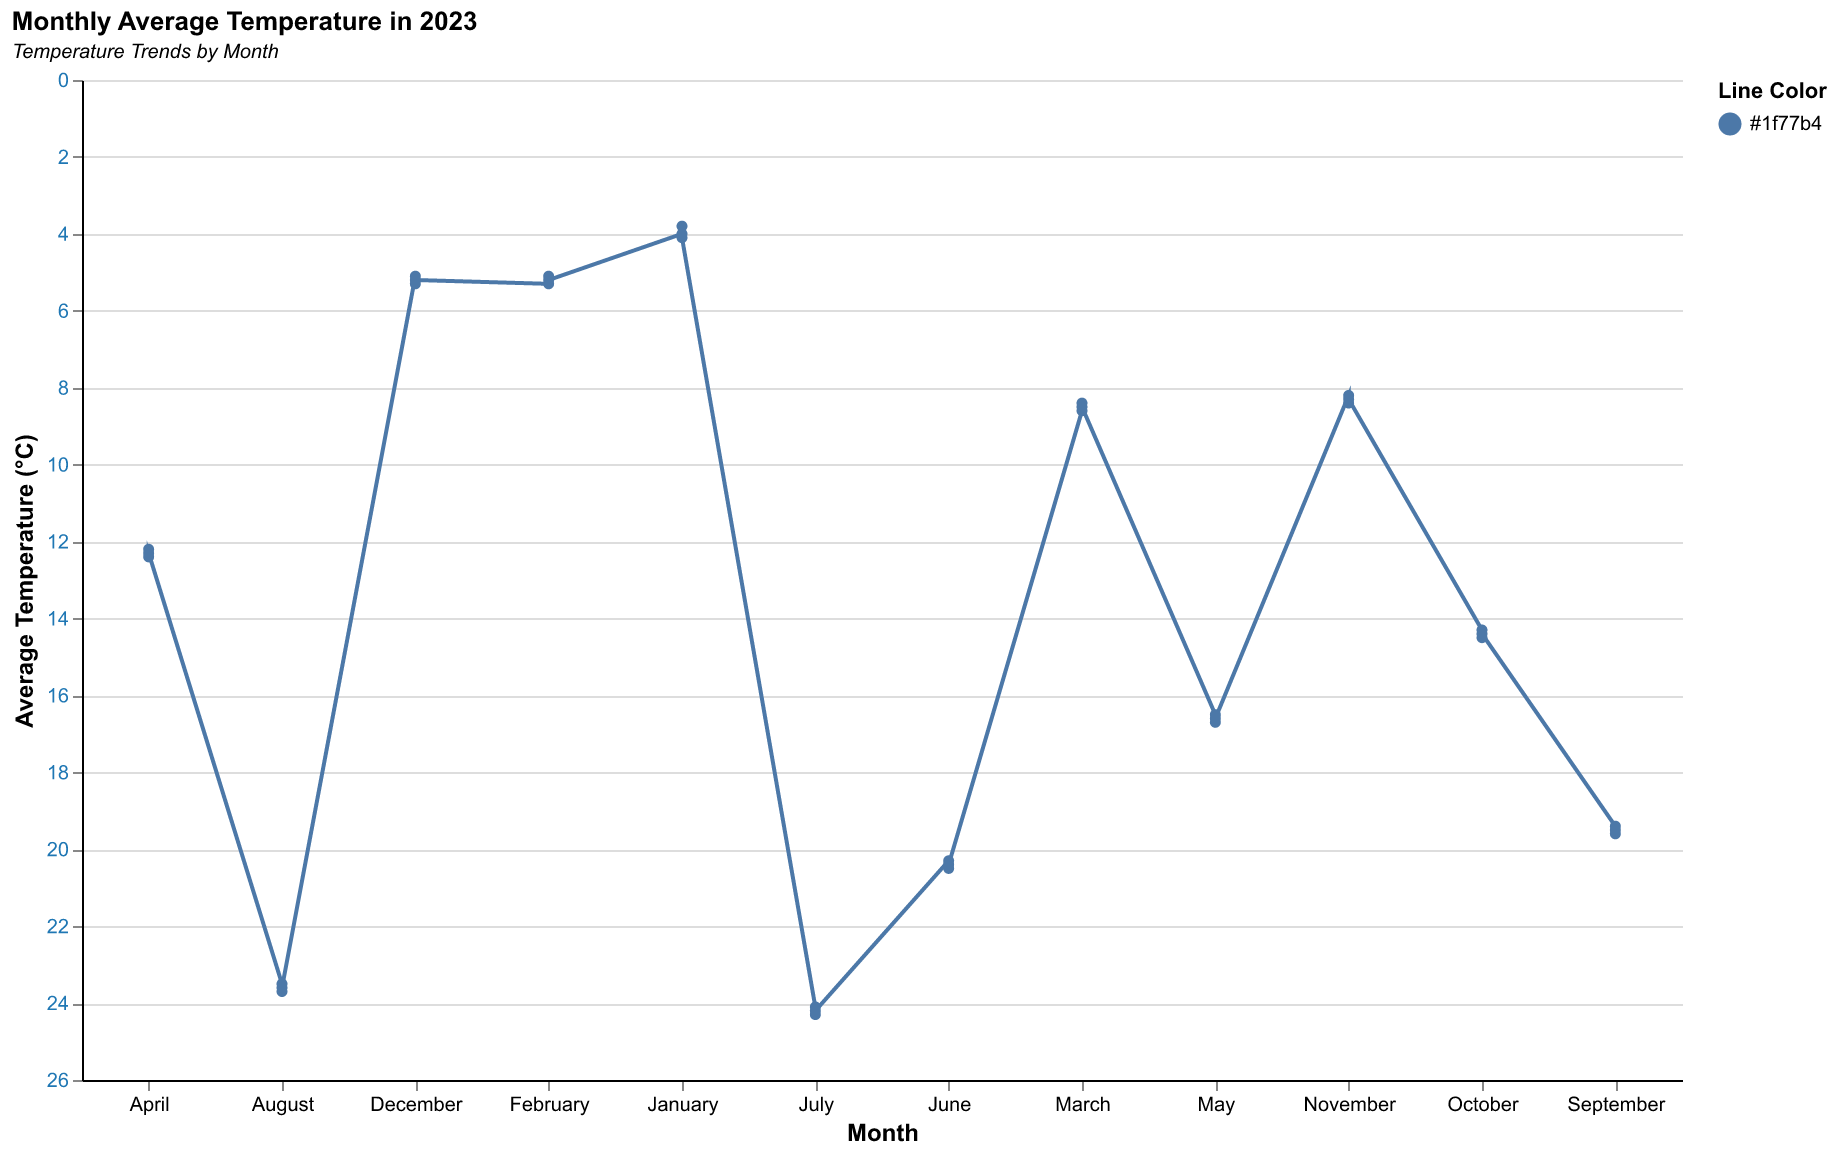 Monthly Average Temperature in 2023
Temperature Trends by Month
Line Color
#1f77b4
Average Temperature (°C)
0
2
4
6
8
10
12
14
16
18
20
22
24
26
April August December February January July June March May November October September
Month